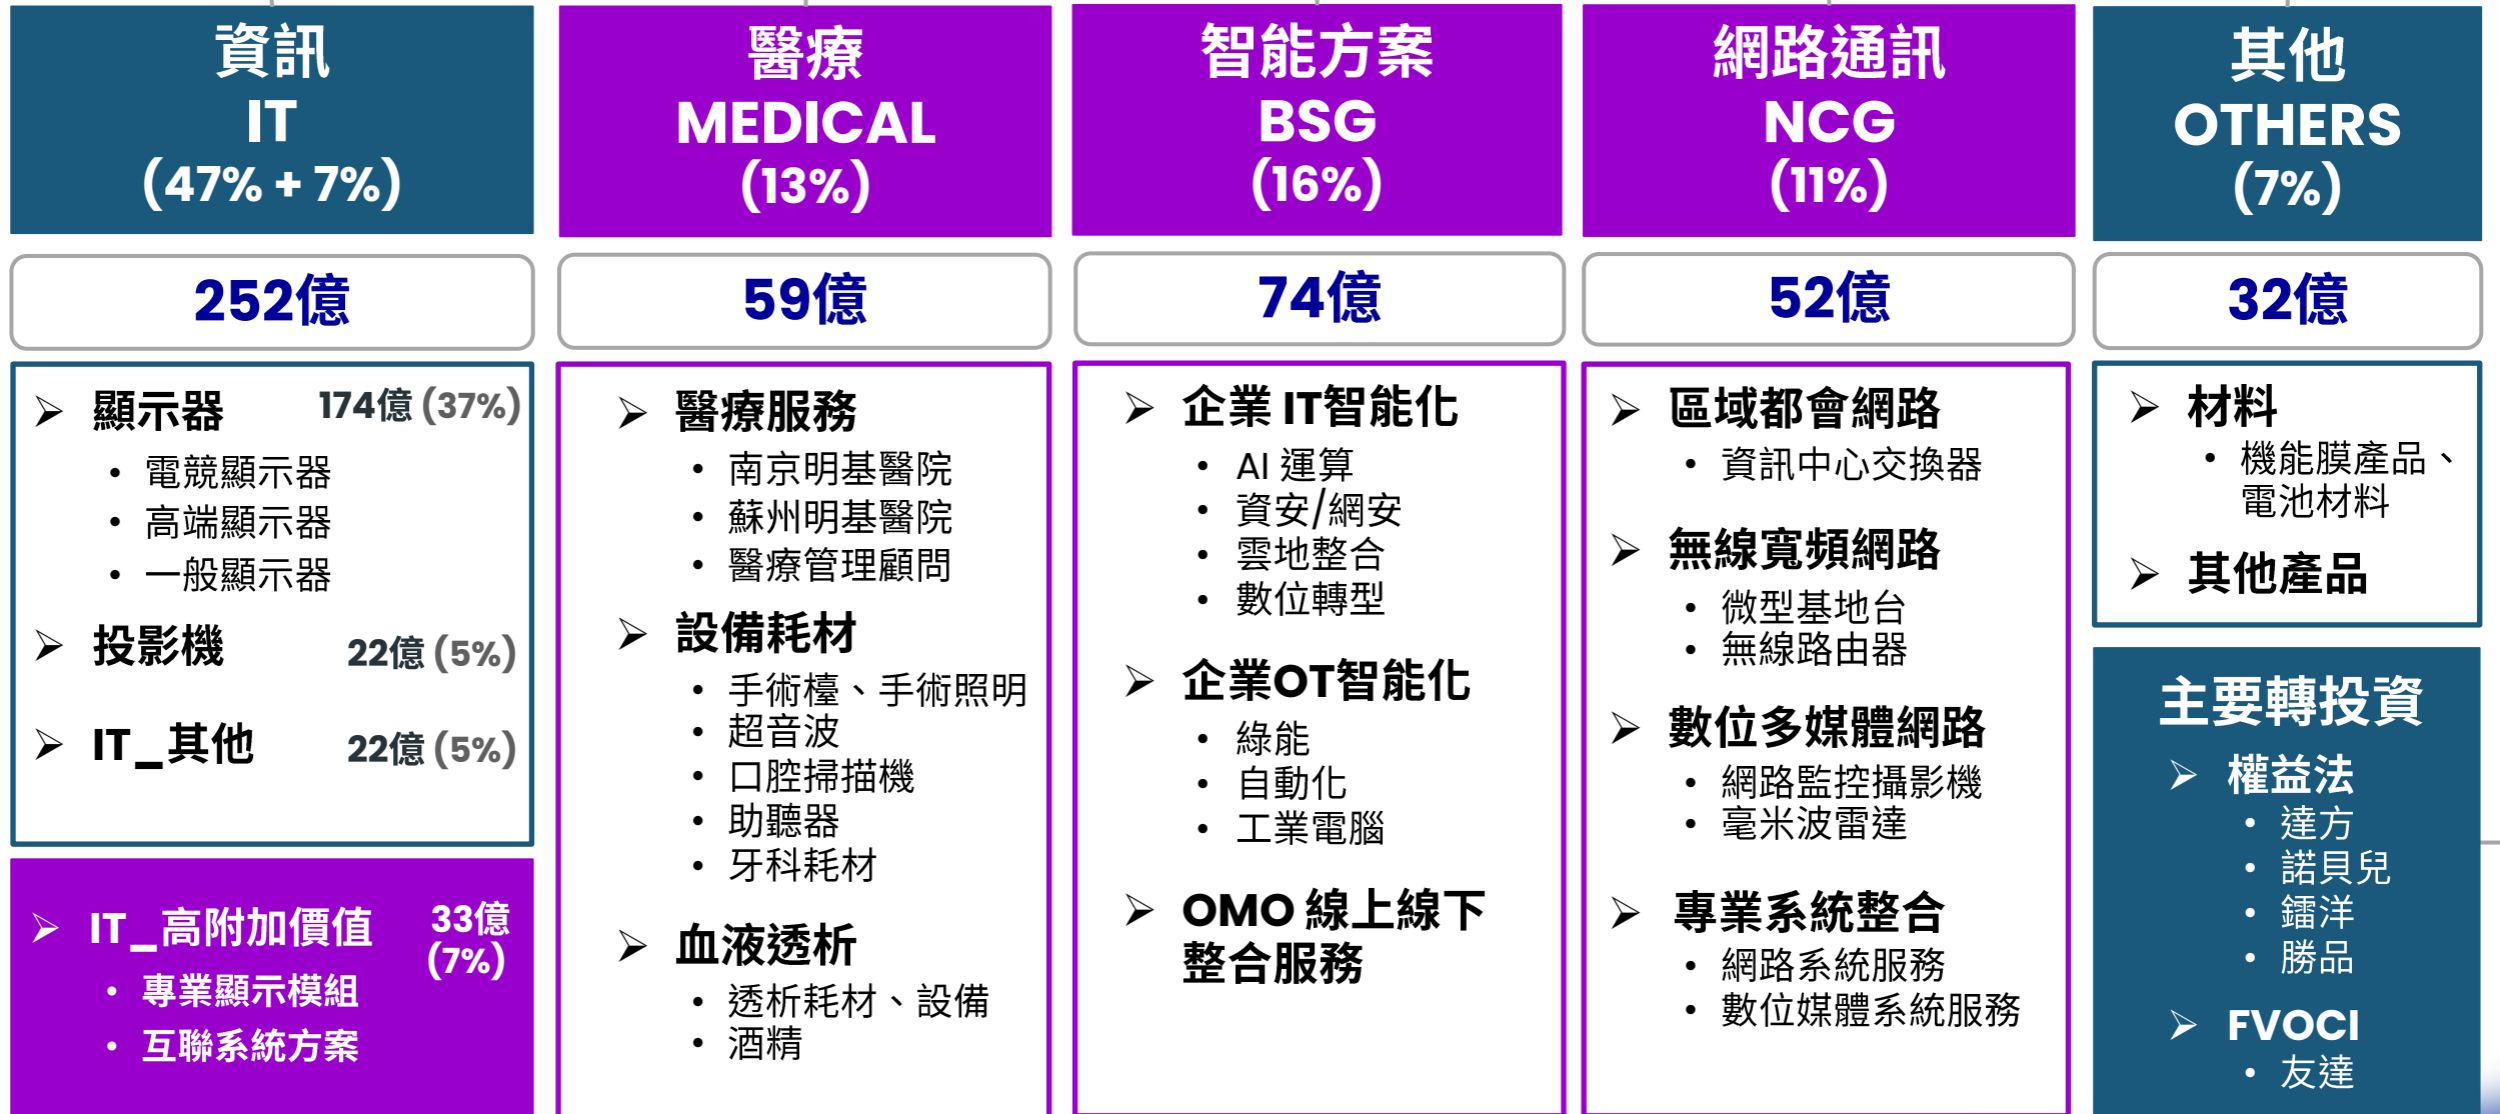 資訊
IT
(47% + 7%)
252億
顯示器 174億 (37%)
• 電競顯示器
• 高端顯示器
• 一般顯示器
投影機 22億 (5%)
IT_其他 22億 (5%)
IT_高附加價值 33億
(7%)
• 專業顯示模組
• 互聯系統方案
醫療
MEDICAL
(13%)
59億
醫療服務
• 南京明基醫院
• 蘇州明基醫院
• 醫療管理顧問
設備耗材
• 手術檯、手術照明
• 超音波
• 口腔掃描機
• 助聽器
• 牙科耗材
血液透析
• 透析耗材、設備
• 酒精
智能方案
BSG
(16%)
74億
企業 IT智能化
• AI 運算
• 資安/網安
• 雲地整合
• 數位轉型
企業OT智能化
• 綠能
• 自動化
• 工業電腦
OMO 線上線下
整合服務
網路通訊
NCG
(11%)
52億
區域都會網路
• 資訊中心交換器
無線寬頻網路
• 微型基地台
• 無線路由器
數位多媒體網路
• 網路監控攝影機
• 毫米波雷達
專業系統整合
• 網路系統服務
• 數位媒體系統服務
其他
OTHERS
(7%)
32億
材料
• 機能膜產品、
電池材料
其他產品
主要轉投資
權益法
• 達方
• 諾貝兒
• 鐳洋
• 勝品
FVOCI
• 友達